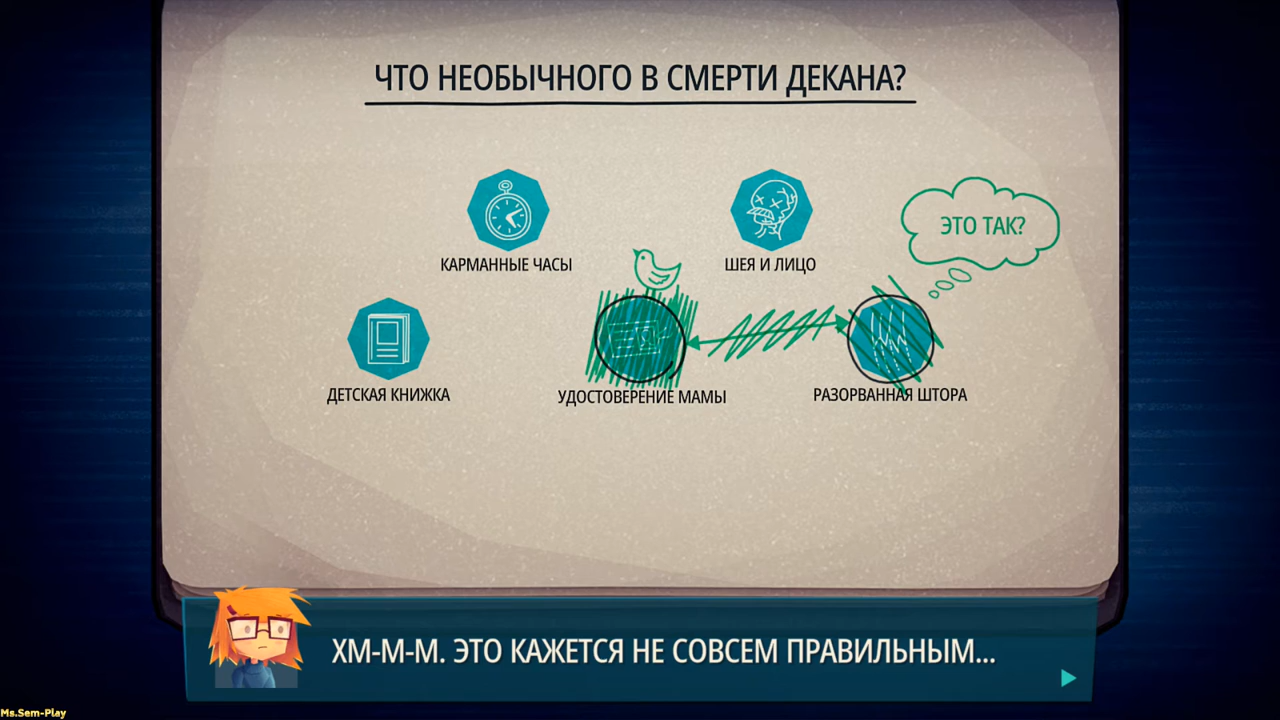 ЧТО НЕОБЫЧНОГО В СМЕРТИ ДЕКАНА?
ЭТО ТАК?
КАРМАННЫЕ ЧАСЫ
ШЕЯ И ЛИЦО
ДЕТСКАЯ КНИЖКА
УДОСТОВЕРЕНИЕ МАМЫ
РАЗОРВАННАЯ ШТОРА
ХМ-М-М. ЭТО КАЖЕТСЯ НЕ СОВСЕМ ПРАВИЛЬНЫМ...
Ms.Sem-Play